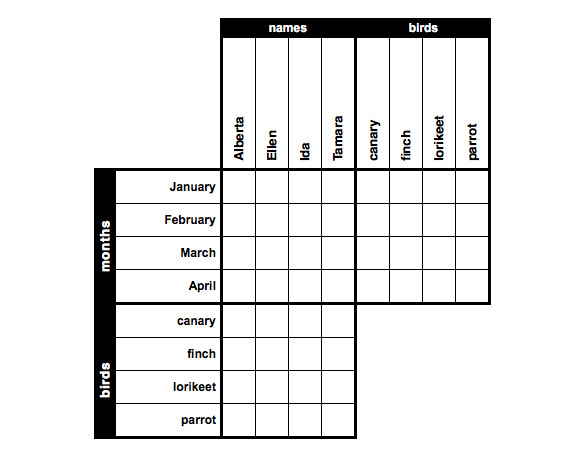 names birds
Alberta Ellen Ida Tamara canary finch lorikeet parrot
months
January
February
March
April
birds
canary
finch
lorikeet
parrot